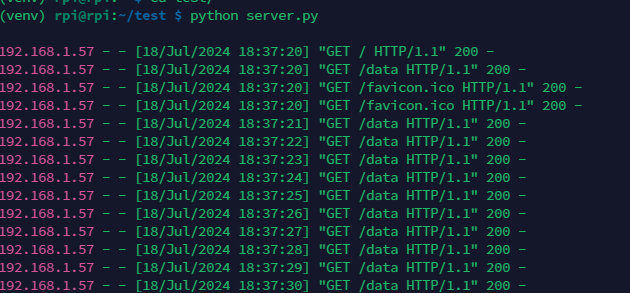 (venv) rpi@rpi:~ $ cd test/
(venv) rpi@rpi:~/test $ python server.py
192.168.1.57 - - [18/Jul/2024 18:37:20] "GET / HTTP/1.1" 200 -
192.168.1.57 - - [18/Jul/2024 18:37:20] "GET /data HTTP/1.1" 200 -
192.168.1.57 - - [18/Jul/2024 18:37:20] "GET /favicon.ico HTTP/1.1" 200 -
192.168.1.57 - - [18/Jul/2024 18:37:20] "GET /favicon.ico HTTP/1.1" 200 -
192.168.1.57 - - [18/Jul/2024 18:37:21] "GET /data HTTP/1.1" 200 -
192.168.1.57 - - [18/Jul/2024 18:37:22] "GET /data HTTP/1.1" 200 -
192.168.1.57 - - [18/Jul/2024 18:37:23] "GET /data HTTP/1.1" 200 -
192.168.1.57 - - [18/Jul/2024 18:37:24] "GET /data HTTP/1.1" 200 -
192.168.1.57 - - [18/Jul/2024 18:37:25] "GET /data HTTP/1.1" 200 -
192.168.1.57 - - [18/Jul/2024 18:37:26] "GET /data HTTP/1.1" 200 -
192.168.1.57 - - [18/Jul/2024 18:37:27] "GET /data HTTP/1.1" 200 -
192.168.1.57 - - [18/Jul/2024 18:37:28] "GET /data HTTP/1.1" 200 -
192.168.1.57 - - [18/Jul/2024 18:37:29] "GET /data HTTP/1.1" 200 -
192.168.1.57 - - [18/Jul/2024 18:37:30] "GET /data HTTP/1.1" 200 -